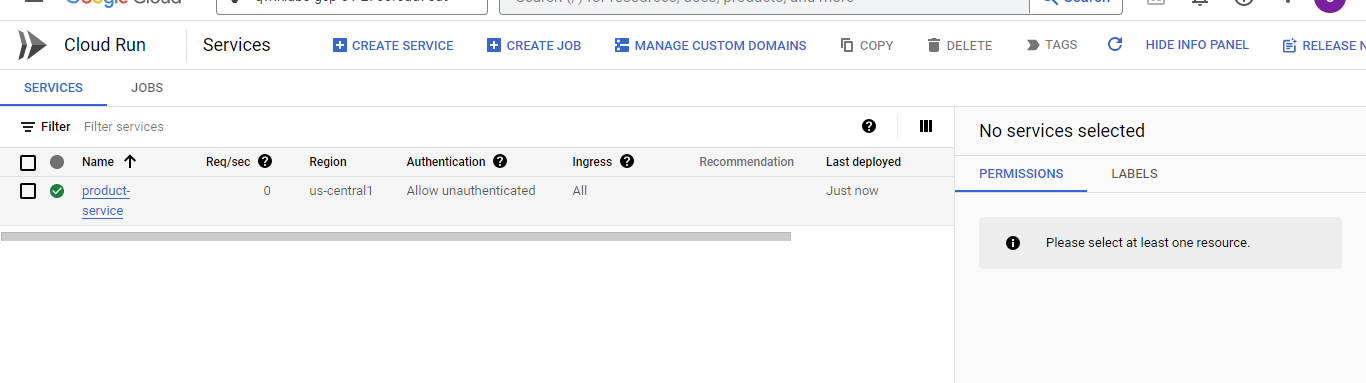 Google Cloud
Search (/) for resources, docs, products, and more
Search
Cloud Run
Services
CREATE SERVICE
CREATE JOB
MANAGE CUSTOM DOMAINS
COPY
DELETE
TAGS
HIDE INFO PANEL
RELEASE N
SERVICES
JOBS
Filter
Filter services
Name
Req/sec
Region
Authentication
Ingress
Recommendation
Last deployed
product-
service
0
us-central1
Allow unauthenticated
All
Just now
No services selected
PERMISSIONS
LABELS
Please select at least one resource.